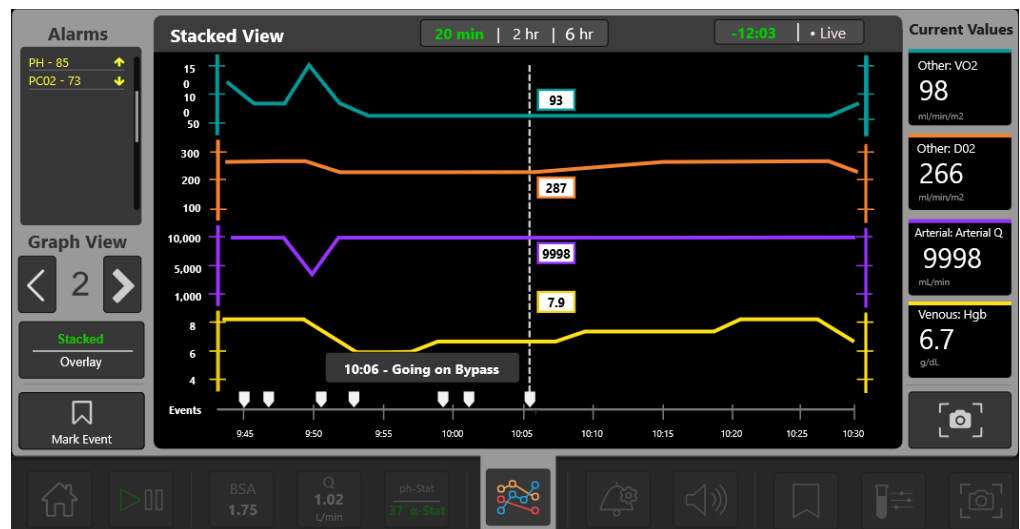 Alarms
PH - 85
PC02 - 73
Graph View
2
Stacked
Overlay
Mark Event
Stacked View
20 min | 2 hr | 6 hr
-12:03 | • Live
15
0
10
0
50
93
300
200
100
287
10,000
5,000
1,000
9998
7.9
8
6
4
10:06 - Going on Bypass
Events
9:45 9:50 9:55 10:00 10:05 10:10 10:15 10:20 10:25 10:30
Current Values
Other: VO2
98
ml/min/m2
Other: D02
266
ml/min/m2
Arterial: Arterial Q
9998
mL/min
Venous: Hgb
6.7
g/dL
BSA
1.75
Q
1.02
L/min
ph-Stat
37° α-Stat